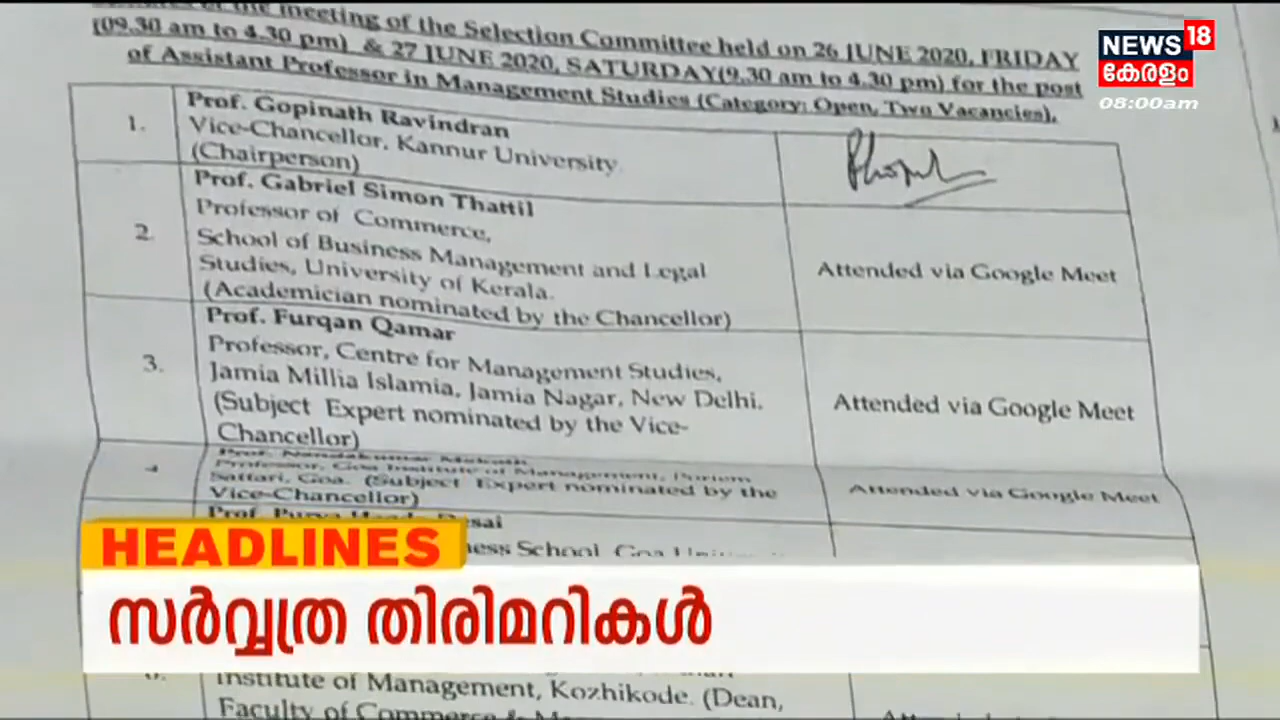 the meeting of the Selection Committee held on 26 JUNE 2020, FRIDAY
(09.30 am to 4.30 pm) & 27 JUNE 2020, SATURDAY(9.30 am to 4.30 pm) for the post
of Assistant Professor in Management Studies (Category: Open, Two Vacancies).
NEWS 18
കേരളം
08:00am
1.
Prof. Gopinath Ravindran
Vice-Chancellor, Kannur University
(Chairperson)
2.
Prof. Gabriel Simon Thattil
Professor of Commerce,
School of Business Management and Legal
Studies, University of Kerala.
(Academician nominated by the Chancellor)
Attended via Google Meet
3.
Prof. Furqan Qamar
Professor, Centre for Management Studies,
Jamia Millia Islamia, Jamia Nagar, New Delhi.
(Subject Expert nominated by the Vice-
Chancellor)
Attended via Google Meet
Professor, Goa Institute of Management,
Sattari, Goa. (Subject Expert nominated by the
Vice-Chancellor)
Attended via Google Meet
Prof.
HEADLINES
സർവ്വത്ര തിരിമറികൾ
Institute of Management, Kozhikode. (Dean,
Faculty of Commerce &